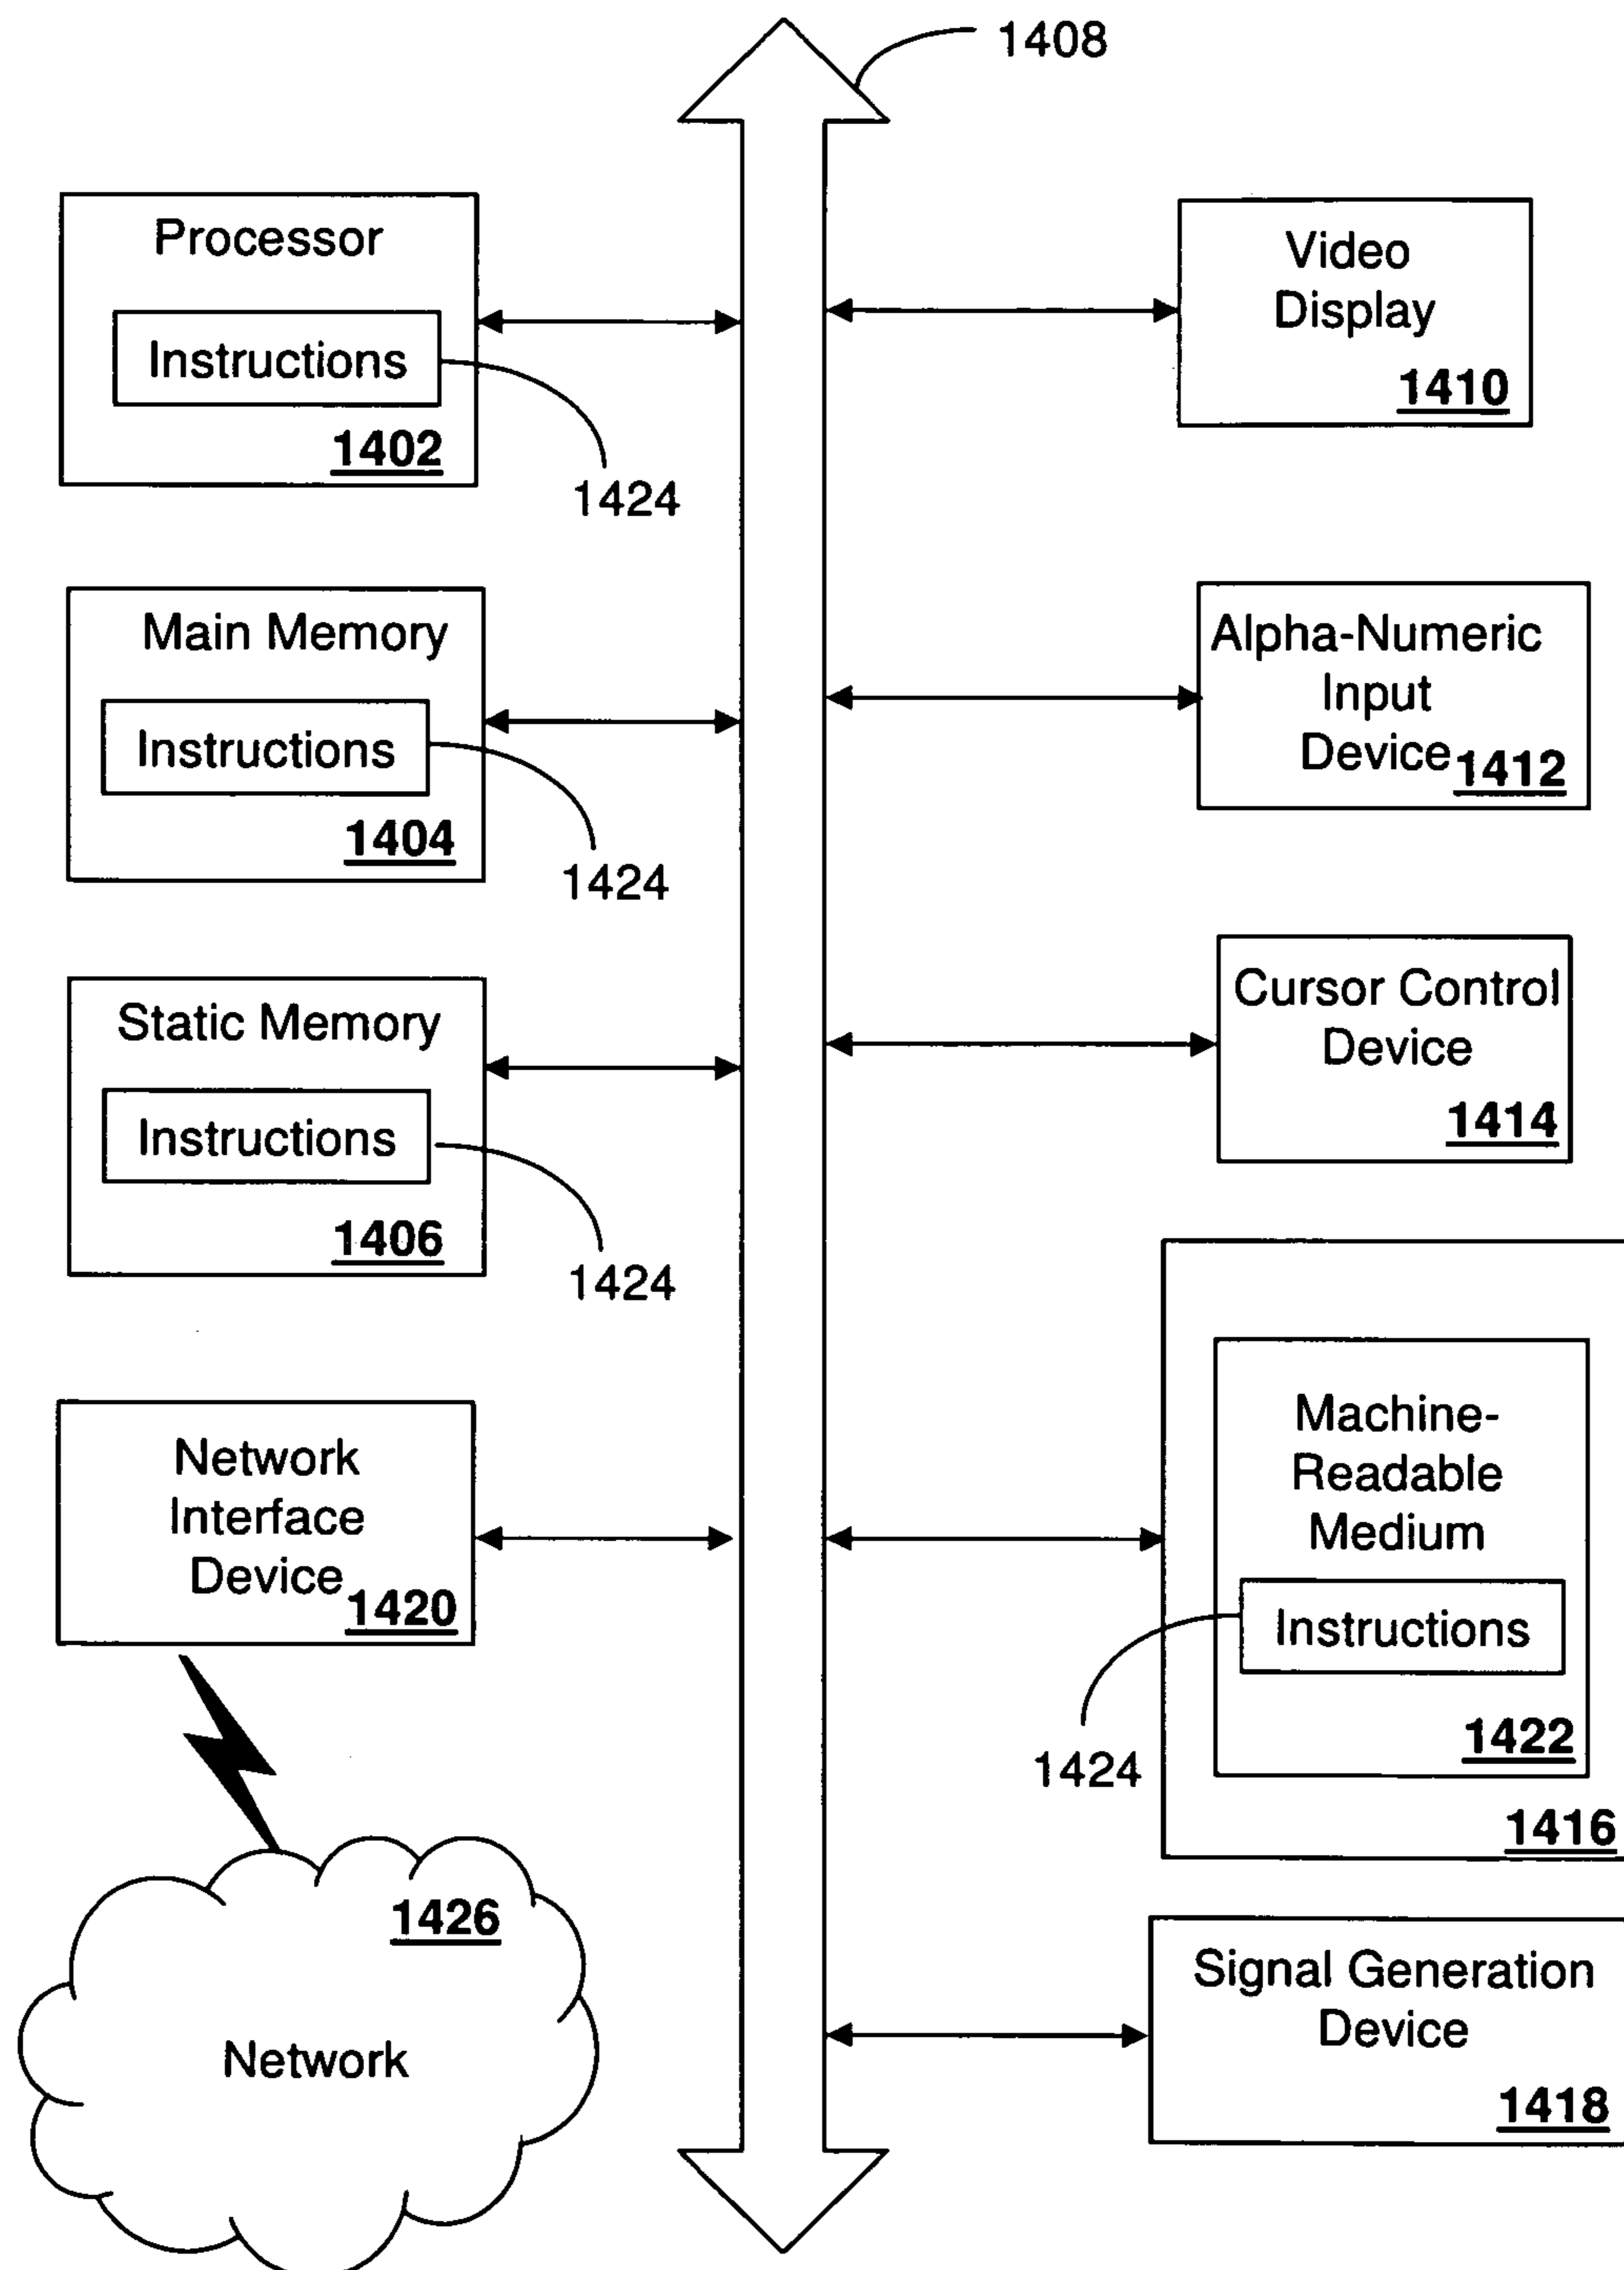 1408
Processor
Instructions
1402
1424
Main Memory
Instructions
1404
1424
Static Memory
Instructions
1406
1424
Network
Interface
Device
1420
1426
Network
Video
Display
1410
Alpha-Numeric
Input
Device
1412
Cursor Control
Device
1414
Machine-
Readable
Medium
Instructions
1424
1422
1416
Signal Generation
Device
1418